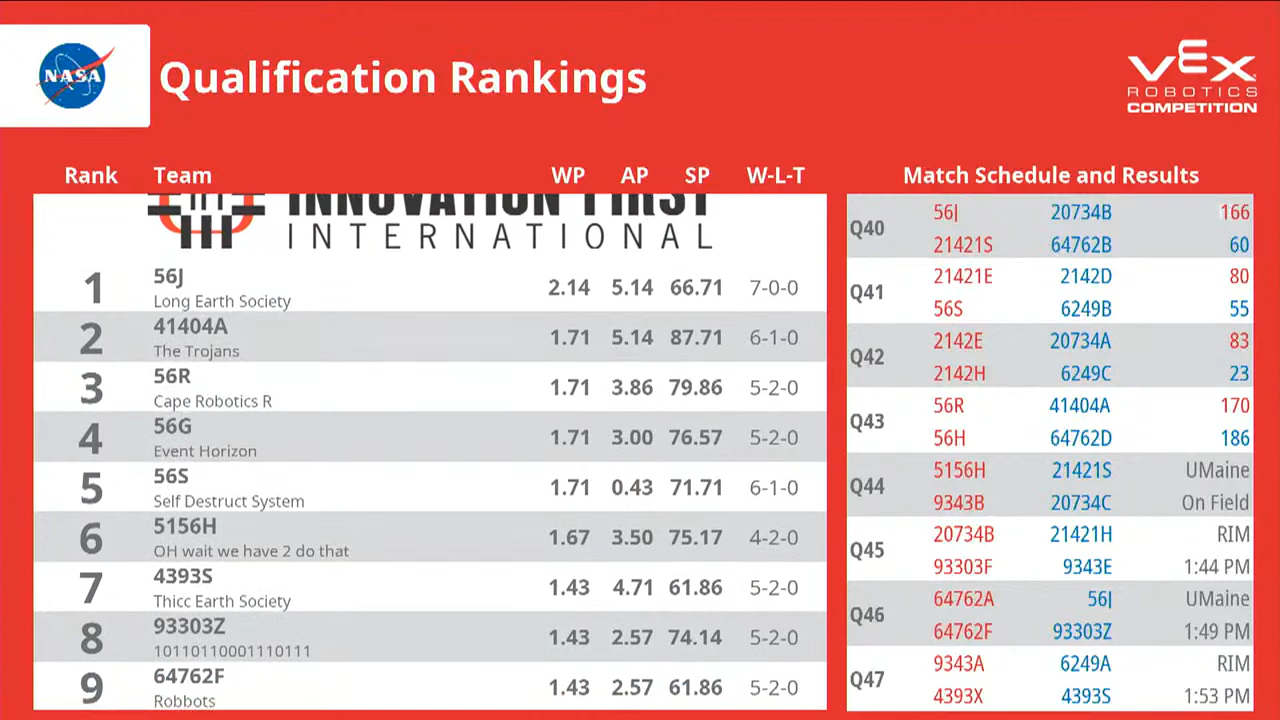 NASA
Qualification Rankings
VEX
ROBOTICS
COMPETITION
Rank Team WP AP SP W-L-T
INNOVATION FIRST
INTERNATIONAL
1 56J 2.14 5.14 66.71 7-0-0
Long Earth Society
2 41404A 1.71 5.14 87.71 6-1-0
The Trojans
3 56R 1.71 3.86 79.86 5-2-0
Cape Robotics R
4 56G 1.71 3.00 76.57 5-2-0
Event Horizon
5 56S 1.71 0.43 71.71 6-1-0
Self Destruct System
6 5156H 1.67 3.50 75.17 4-2-0
OH wait we have 2 do that
7 4393S 1.43 4.71 61.86 5-2-0
Thicc Earth Society
8 93303Z 1.43 2.57 74.14 5-2-0
10110110001110111
9 64762F 1.43 2.57 61.86 5-2-0
Robbots
Match Schedule and Results
Q40 56J 20734B 166
21421S 64762B 60
Q41 21421E 2142D 80
56S 6249B 55
Q42 2142E 20734A 83
2142H 6249C 23
Q43 56R 41404A 170
56H 64762D 186
Q44 5156H 21421S UMaine
9343B 20734C On Field
Q45 20734B 21421H RIM
93303F 9343E 1:44 PM
Q46 64762A 56J UMaine
64762F 93303Z 1:49 PM
Q47 9343A 6249A RIM
4393X 4393S 1:53 PM